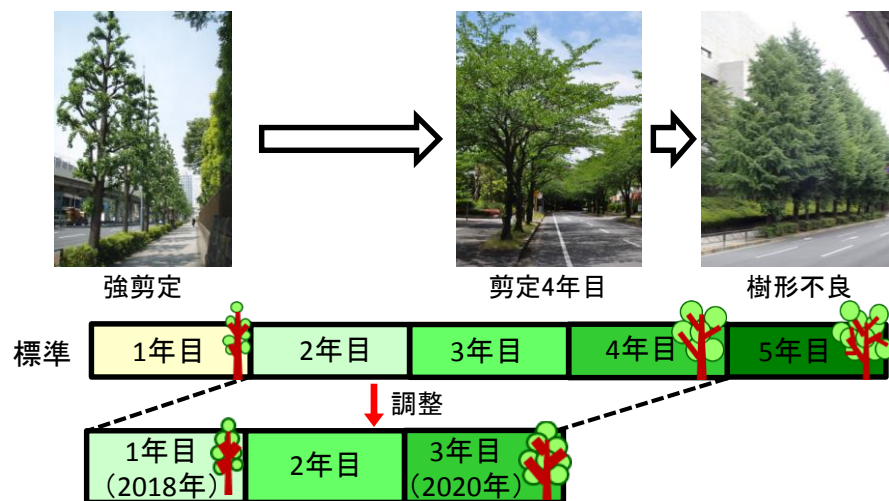 強剪定
剪定4年目
樹形不良
標準
1年目
2年目
3年目
4年目
5年目
調整
1年目
(2018年)
2年目
3年目
(2020年)